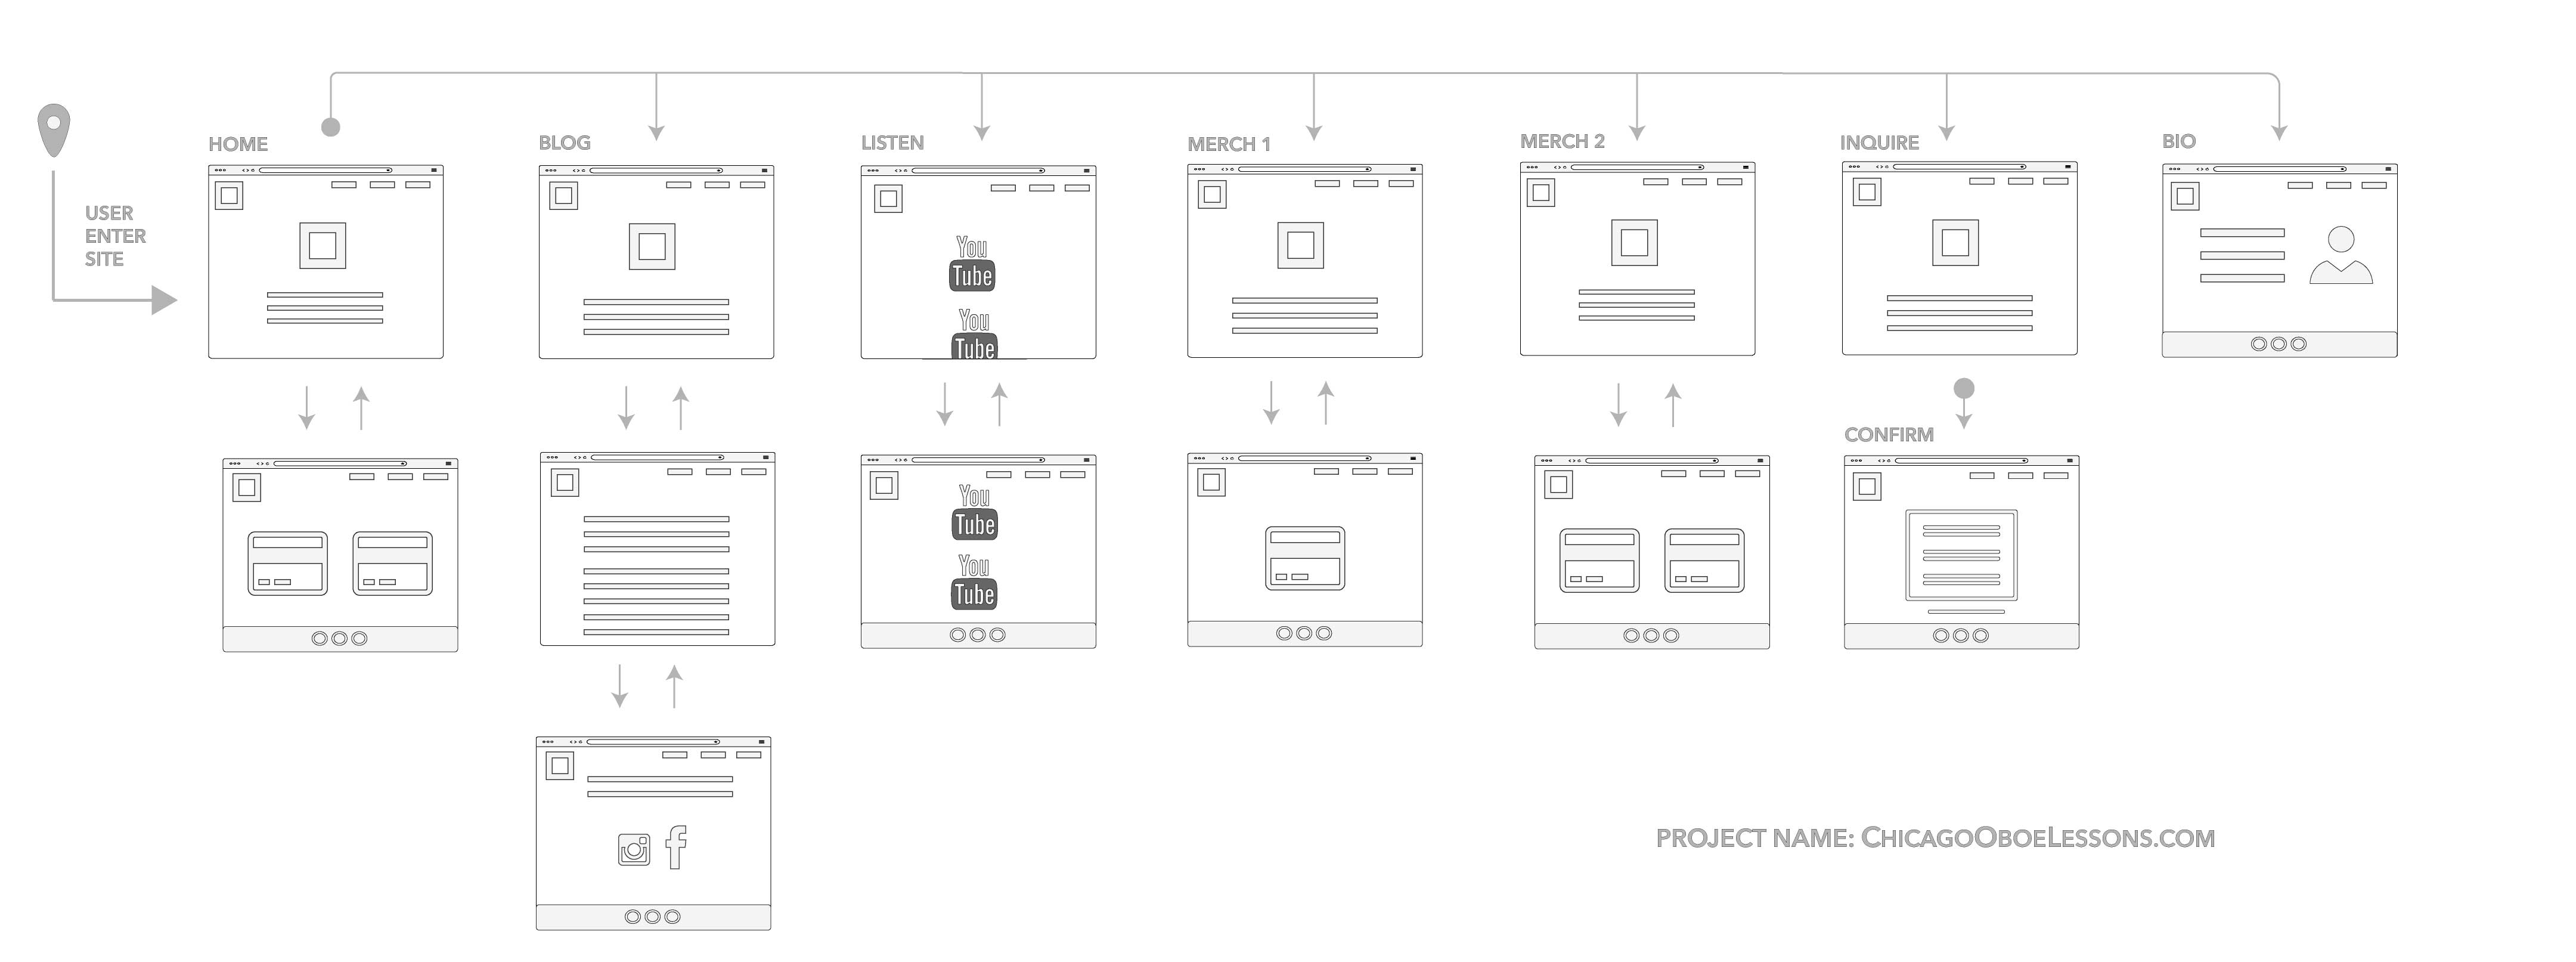 HOME
BLOG
LISTEN
MERCH 1
MERCH 2
INQUIRE
BIO
USER
ENTER
SITE
You
Tube
You
Tube
CONFIRM
You
Tube
You
Tube
PROJECT NAME: CHICAGOOBOELESSONS.COM